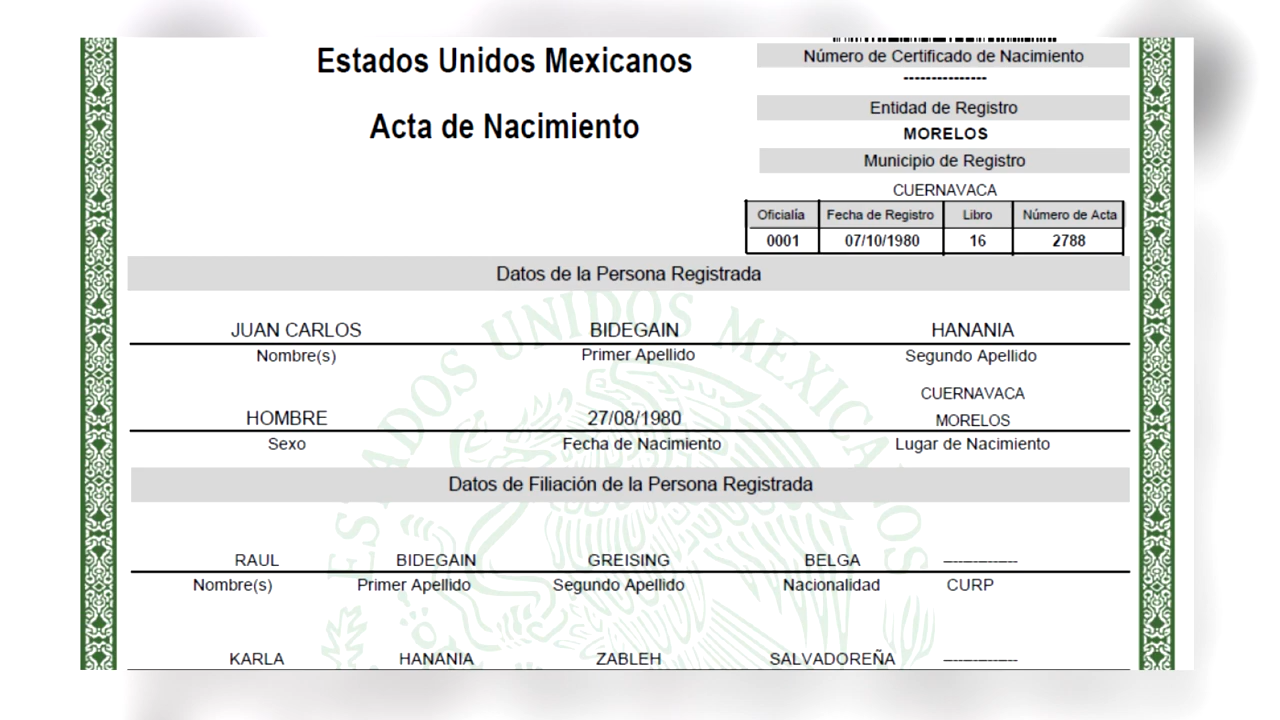 Estados Unidos Mexicanos
Acta de Nacimiento
Número de Certificado de Nacimiento
---------------
Entidad de Registro
MORELOS
Municipio de Registro
CUERNAVACA
Oficialía Fecha de Registro Libro Número de Acta
0001 07/10/1980 16 2788
Datos de la Persona Registrada
JUAN CARLOS BIDEGAIN HANANIA
Nombre(s) Primer Apellido Segundo Apellido
CUERNAVACA
HOMBRE 27/08/1980 MORELOS
Sexo Fecha de Nacimiento Lugar de Nacimiento
Datos de Filiación de la Persona Registrada
RAUL BIDEGAIN GREISING BELGA ---------------
Nombre(s) Primer Apellido Segundo Apellido Nacionalidad CURP
KARLA HANANIA ZABLEH SALVADOREÑA ---------------
ESTADOS UNIDOS MEXICANOS